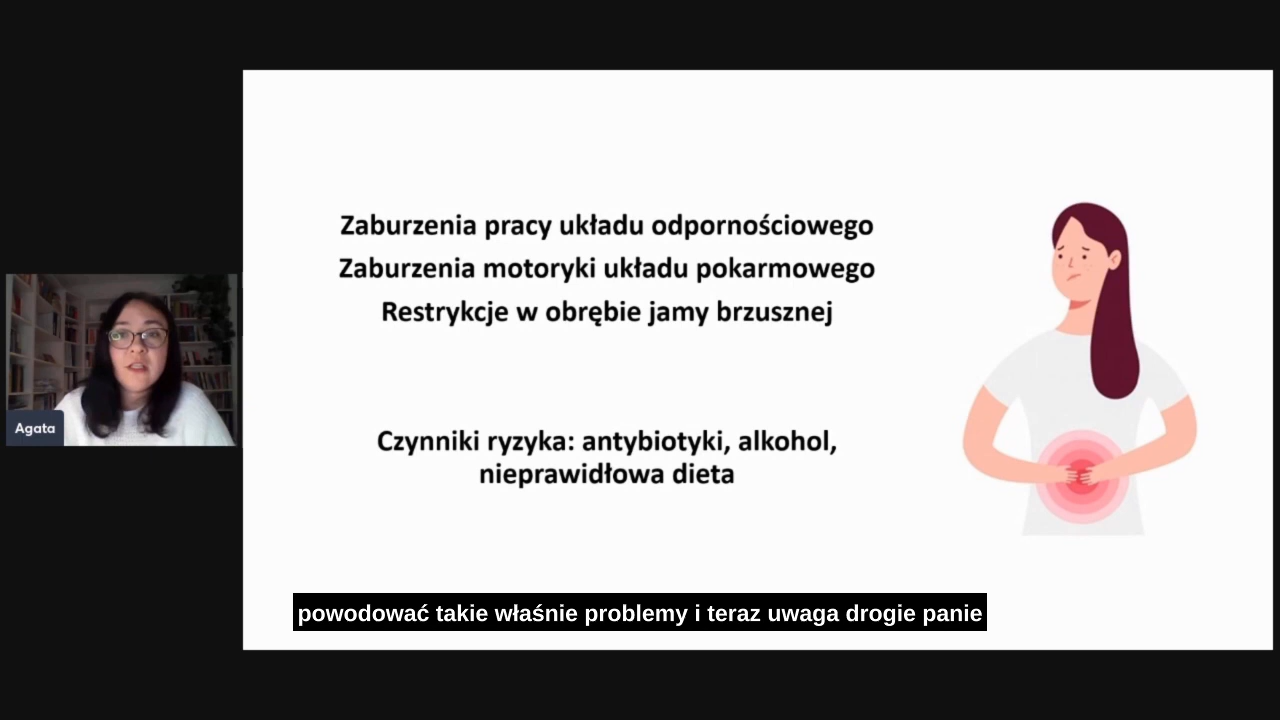 Zaburzenia pracy układu odpornościowego
Zaburzenia motoryki układu pokarmowego
Restrykcje w obrębie jamy brzusznej
Czynniki ryzyka: antybiotyki, alkohol,
nieprawidłowa dieta
Agata
powodować takie właśnie problemy i teraz uwaga drogie panie